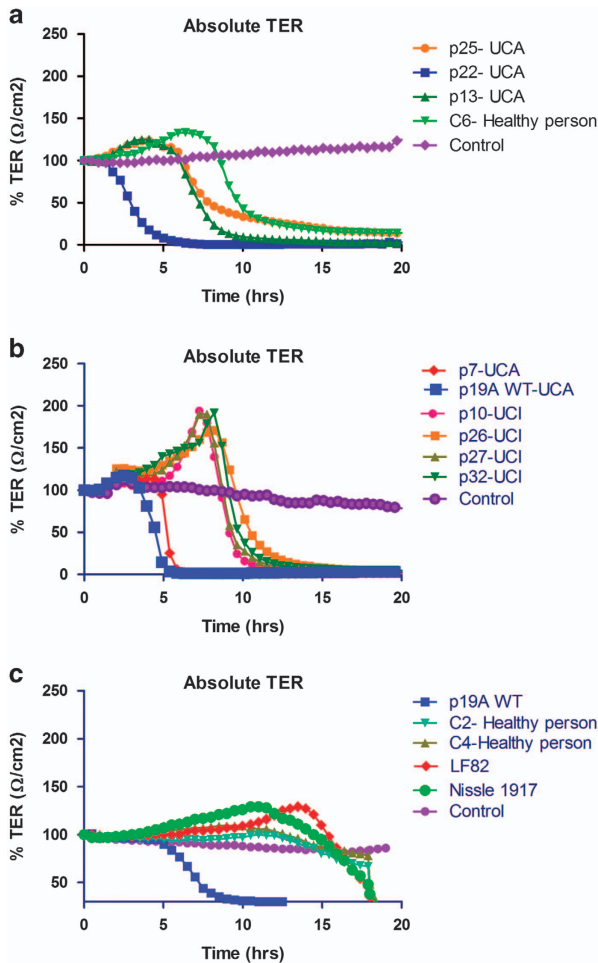 a
Absolute TER
250
200
150
100
50
0
% TER (Ω/cm2)
0 5 10 15 20
Time (hrs)
p25- UCA
p22- UCA
p13- UCA
C6- Healthy person
Control
b
Absolute TER
250
200
150
100
50
0
% TER (Ω/cm2)
0 5 10 15 20
Time (hrs)
p7-UCA
p19A WT-UCA
p10-UCI
p26-UCI
p27-UCI
p32-UCI
Control
c
Absolute TER
250
200
150
100
50
% TER (Ω/cm2)
0 5 10 15 20
Time (hrs)
p19A WT
C2- Healthy person
C4-Healthy person
LF82
Nissle 1917
Control